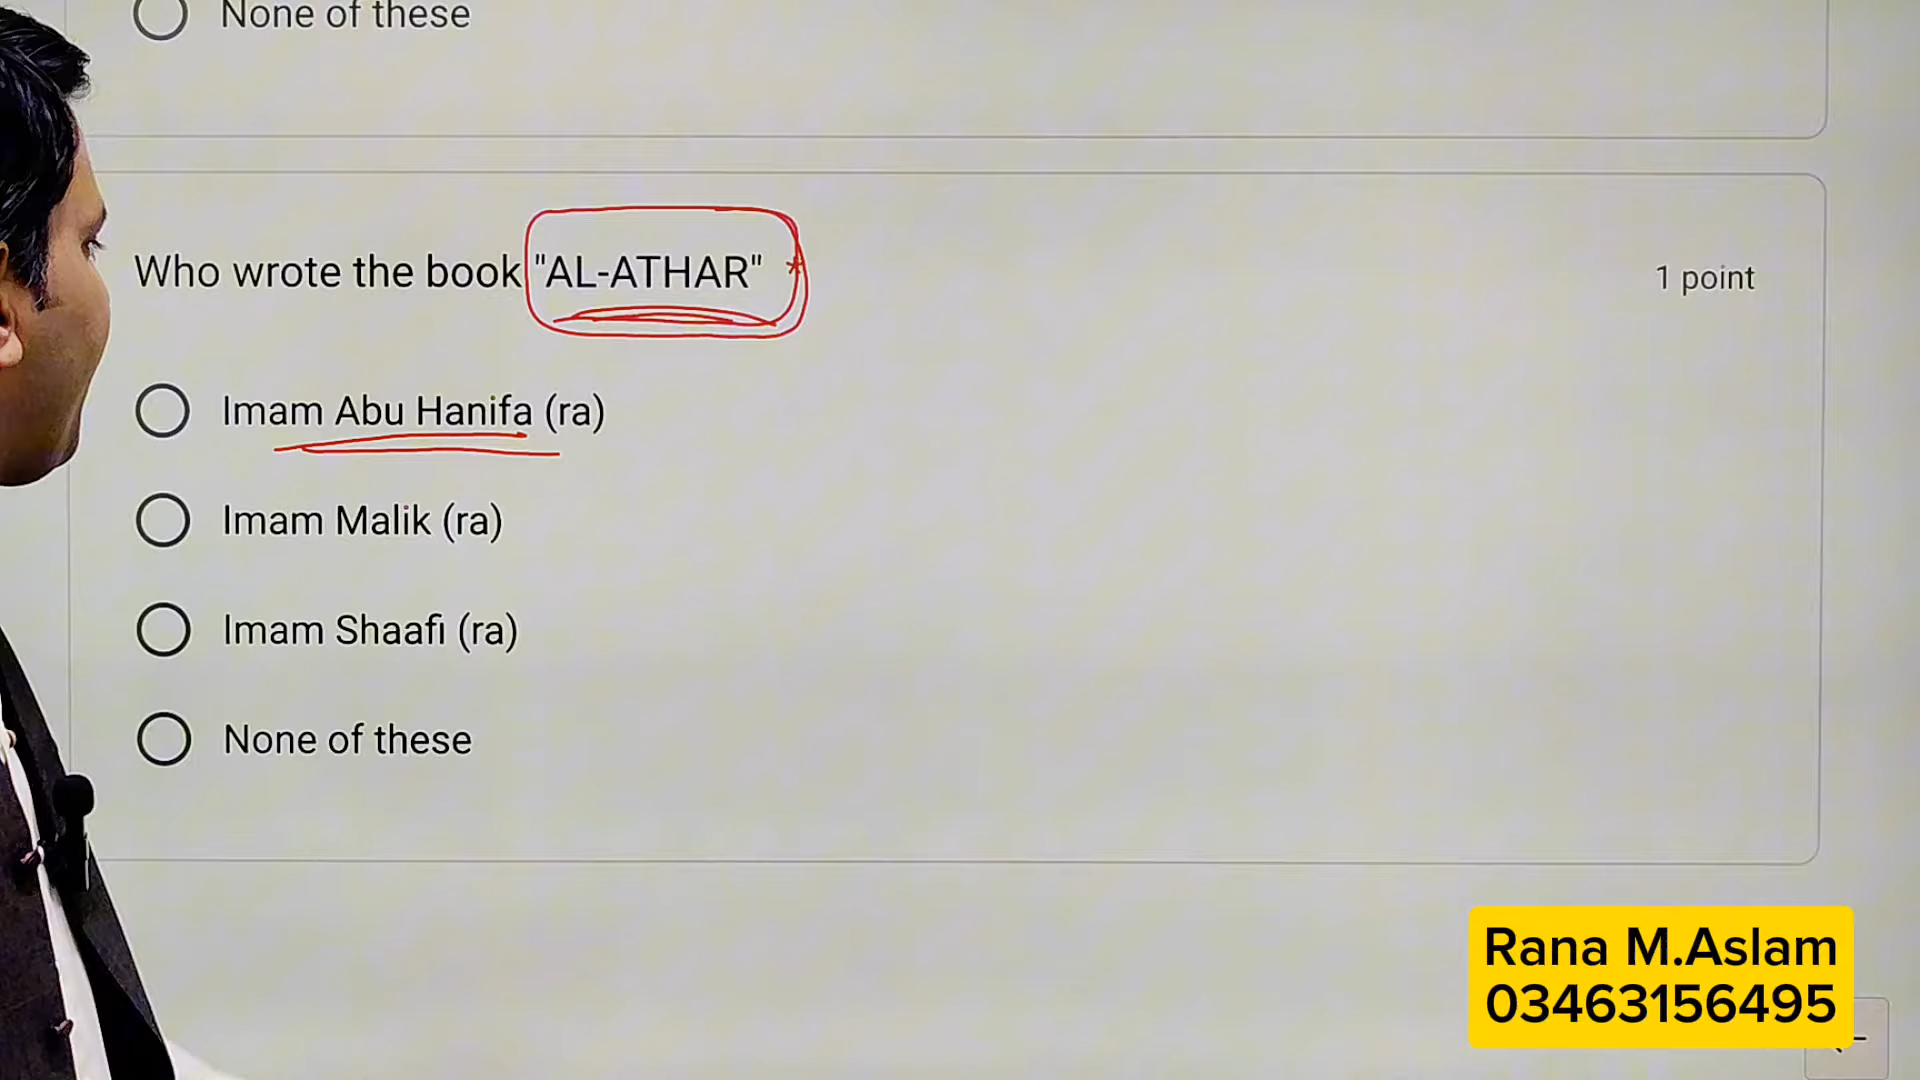 None of these
Who wrote the book "AL-ATHAR" *
1 point
Imam Abu Hanifa (ra)
Imam Malik (ra)
Imam Shaafi (ra)
None of these
Rana M.Aslam
03463156495